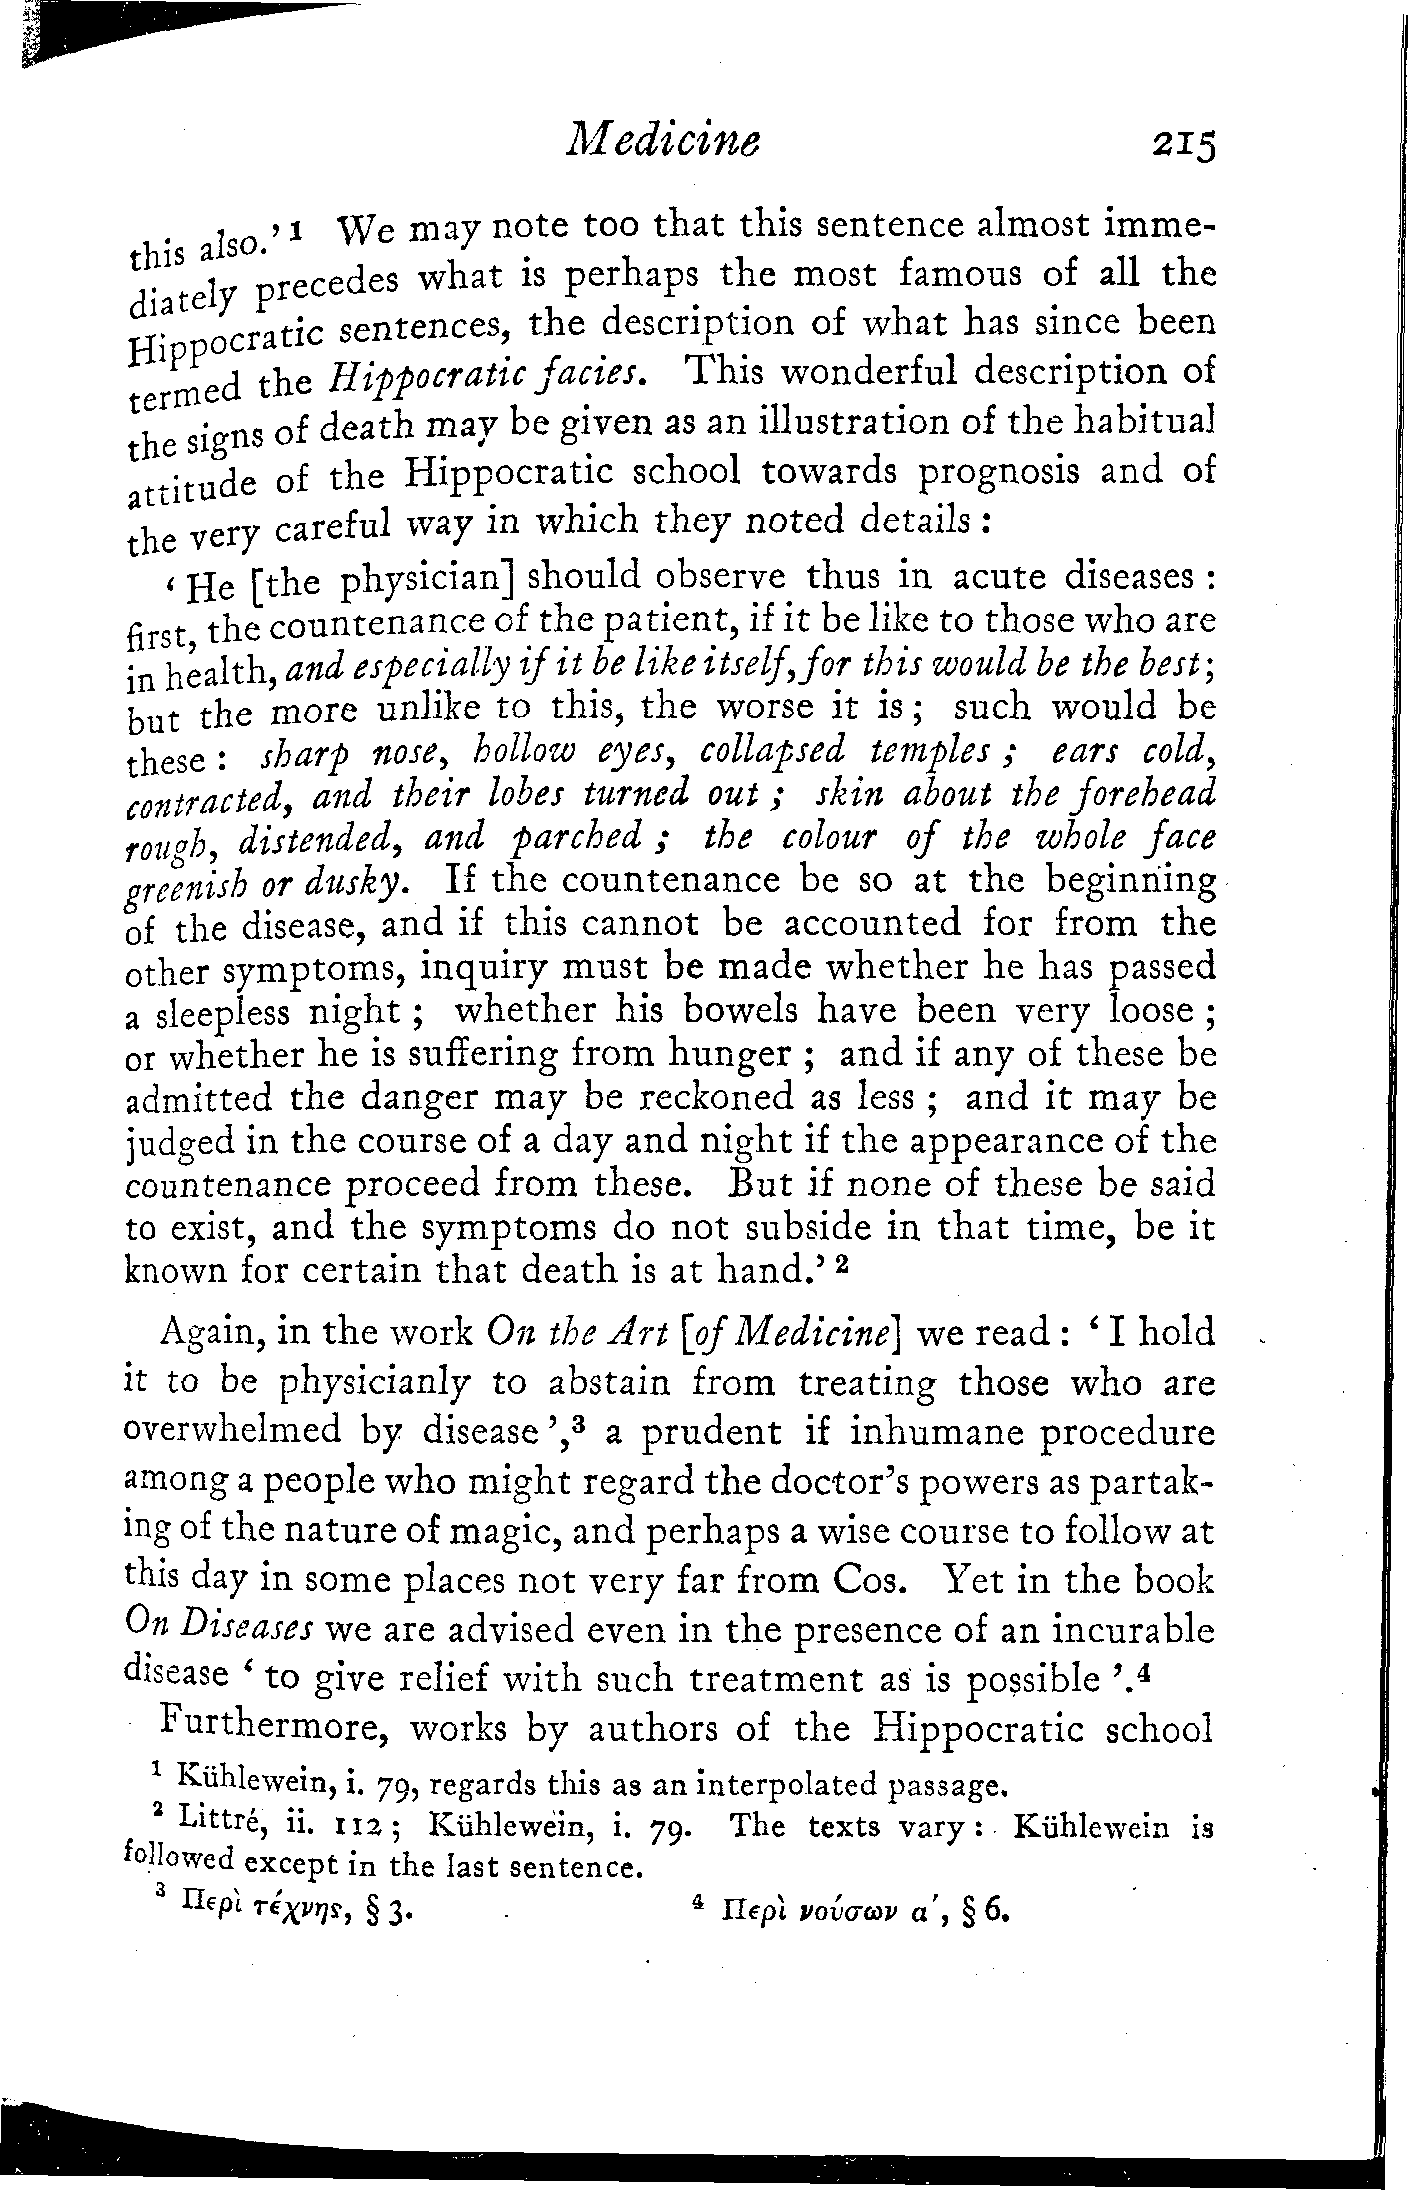 Medicine 215
this also.’ ¹ We may note too that this sentence almost imme-
diately precedes what is perhaps the most famous of all the
Hippocratic sentences, the description of what has since been
termed the Hippocratic facies. This wonderful description of
the signs of death may be given as an illustration of the habitual
attitude of the Hippocratic school towards prognosis and of
the very careful way in which they noted details :
‘ He [the physician] should observe thus in acute diseases :
first, the countenance of the patient, if it be like to those who are
in health, and especially if it be like itself, for this would be the best;
but the more unlike to this, the worse it is ; such would be
these : sharp nose, hollow eyes, collapsed temples ; ears cold,
contracted, and their lobes turned out ; skin about the forehead
rough, distended, and parched ; the colour of the whole face
greenish or dusky. If the countenance be so at the beginning
of the disease, and if this cannot be accounted for from the
other symptoms, inquiry must be made whether he has passed
a sleepless night ; whether his bowels have been very loose ;
or whether he is suffering from hunger ; and if any of these be
admitted the danger may be reckoned as less ; and it may be
judged in the course of a day and night if the appearance of the
countenance proceed from these. But if none of these be said
to exist, and the symptoms do not subside in that time, be it
known for certain that death is at hand.’ ²
Again, in the work On the Art [of Medicine] we read : ‘ I hold
it to be physicianly to abstain from treating those who are
overwhelmed by disease ’,³ a prudent if inhumane procedure
among a people who might regard the doctor’s powers as partak-
ing of the nature of magic, and perhaps a wise course to follow at
this day in some places not very far from Cos. Yet in the book
On Diseases we are advised even in the presence of an incurable
disease ‘ to give relief with such treatment as is possible ’.⁴
Furthermore, works by authors of the Hippocratic school
¹ Kühlewein, i. 79, regards this as an interpolated passage.
² Littré, ii. 112 ; Kühlewein, i. 79. The texts vary : Kühlewein is
followed except in the last sentence.
³ Περὶ τέχνης, § 3. ⁴ Περὶ νούσων α′, § 6.